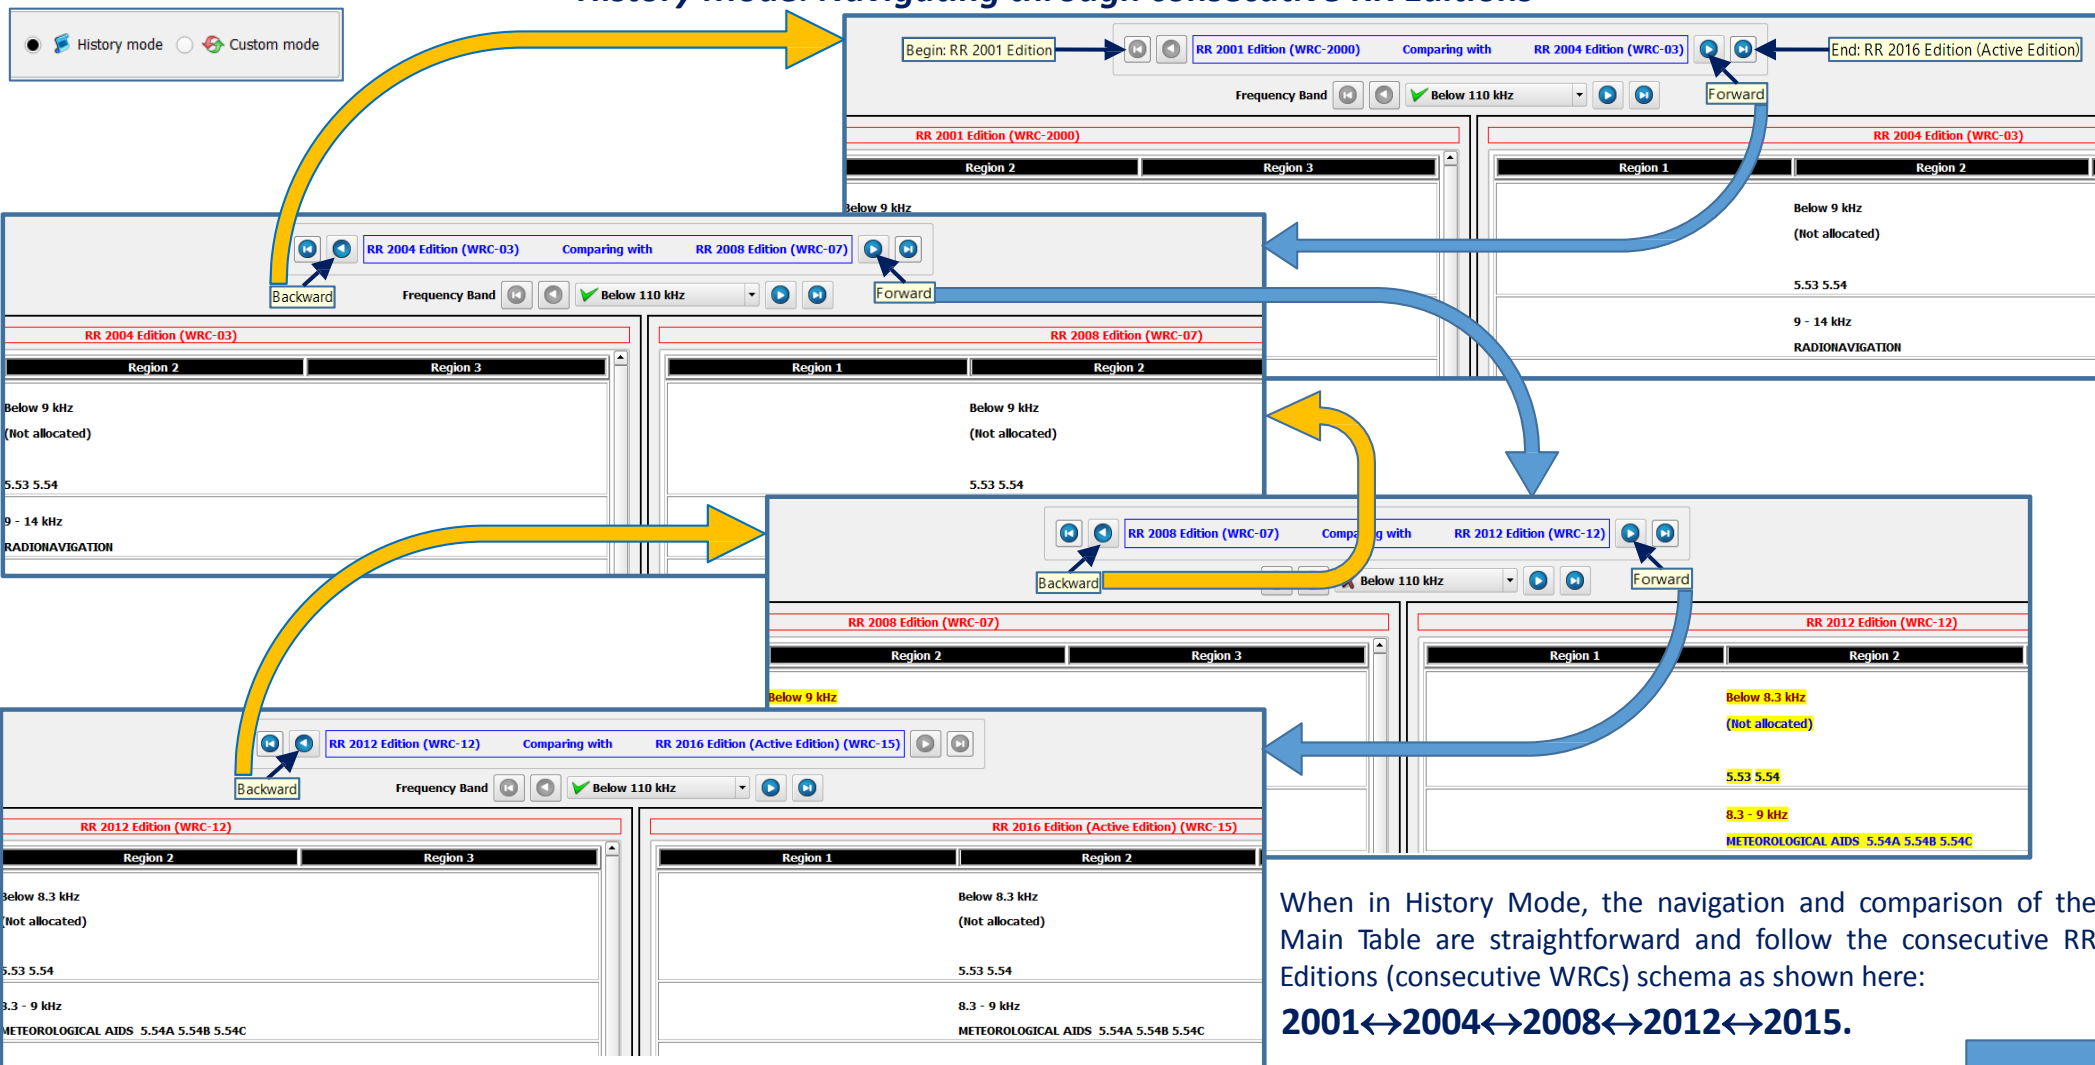 History Mode: Navigating through consecutive RR Editions
History mode Custom mode
Begin: RR 2001 Edition
RR 2001 Edition (WRC-2000) Comparing with RR 2004 Edition (WRC-03)
End: RR 2016 Edition (Active Edition)
Frequency Band Below 110 kHz
Forward
RR 2001 Edition (WRC-2000)
RR 2004 Edition (WRC-03)
Region 2 Region 3
Region 1 Region 2
Below 9 kHz
Below 9 kHz
(Not allocated)
5.53 5.54
9 - 14 kHz
RADIONAVIGATION
RR 2004 Edition (WRC-03) Comparing with RR 2008 Edition (WRC-07)
Backward
Frequency Band Below 110 kHz
Forward
RR 2004 Edition (WRC-03)
RR 2008 Edition (WRC-07)
Region 2 Region 3
Region 1 Region 2
Below 9 kHz
(Not allocated)
5.53 5.54
9 - 14 kHz
RADIONAVIGATION
Below 9 kHz
(Not allocated)
5.53 5.54
RR 2008 Edition (WRC-07) with RR 2012 Edition (WRC-12)
Backward
Below 110 kHz
Forward
RR 2008 Edition (WRC-07)
RR 2012 Edition (WRC-12)
Region 2 Region 3
Region 1 Region 2
Below 9 kHz
Below 8.3 kHz
(Not allocated)
5.53 5.54
8.3 - 9 kHz
METEOROLOGICAL AIDS 5.54A 5.54B 5.54C
RR 2012 Edition (WRC-12) Comparing with RR 2016 Edition (Active Edition) (WRC-15)
Backward
Frequency Band Below 110 kHz
RR 2012 Edition (WRC-12)
RR 2016 Edition (Active Edition) (WRC-15)
Region 2 Region 3
Region 1 Region 2
Below 8.3 kHz
(Not allocated)
5.53 5.54
8.3 - 9 kHz
METEOROLOGICAL AIDS 5.54A 5.54B 5.54C
Below 8.3 kHz
(Not allocated)
5.53 5.54
8.3 - 9 kHz
METEOROLOGICAL AIDS 5.54A 5.54B 5.54C
When in History Mode, the navigation and comparison of the
Main Table are straightforward and follow the consecutive RR
Editions (consecutive WRCs) schema as shown here:
2001↔2004↔2008↔2012↔2015.